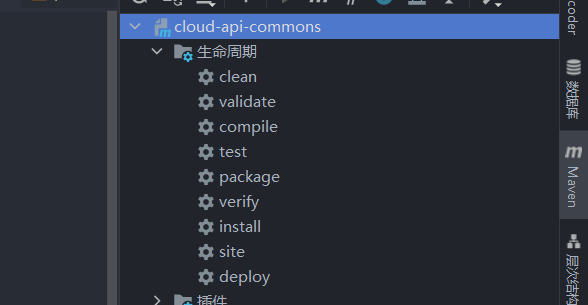 cloud-api-commons
生命周期
clean
validate
compile
test
package
verify
install
site
deploy
插件
coder
数据库
m
Maven
层次结构